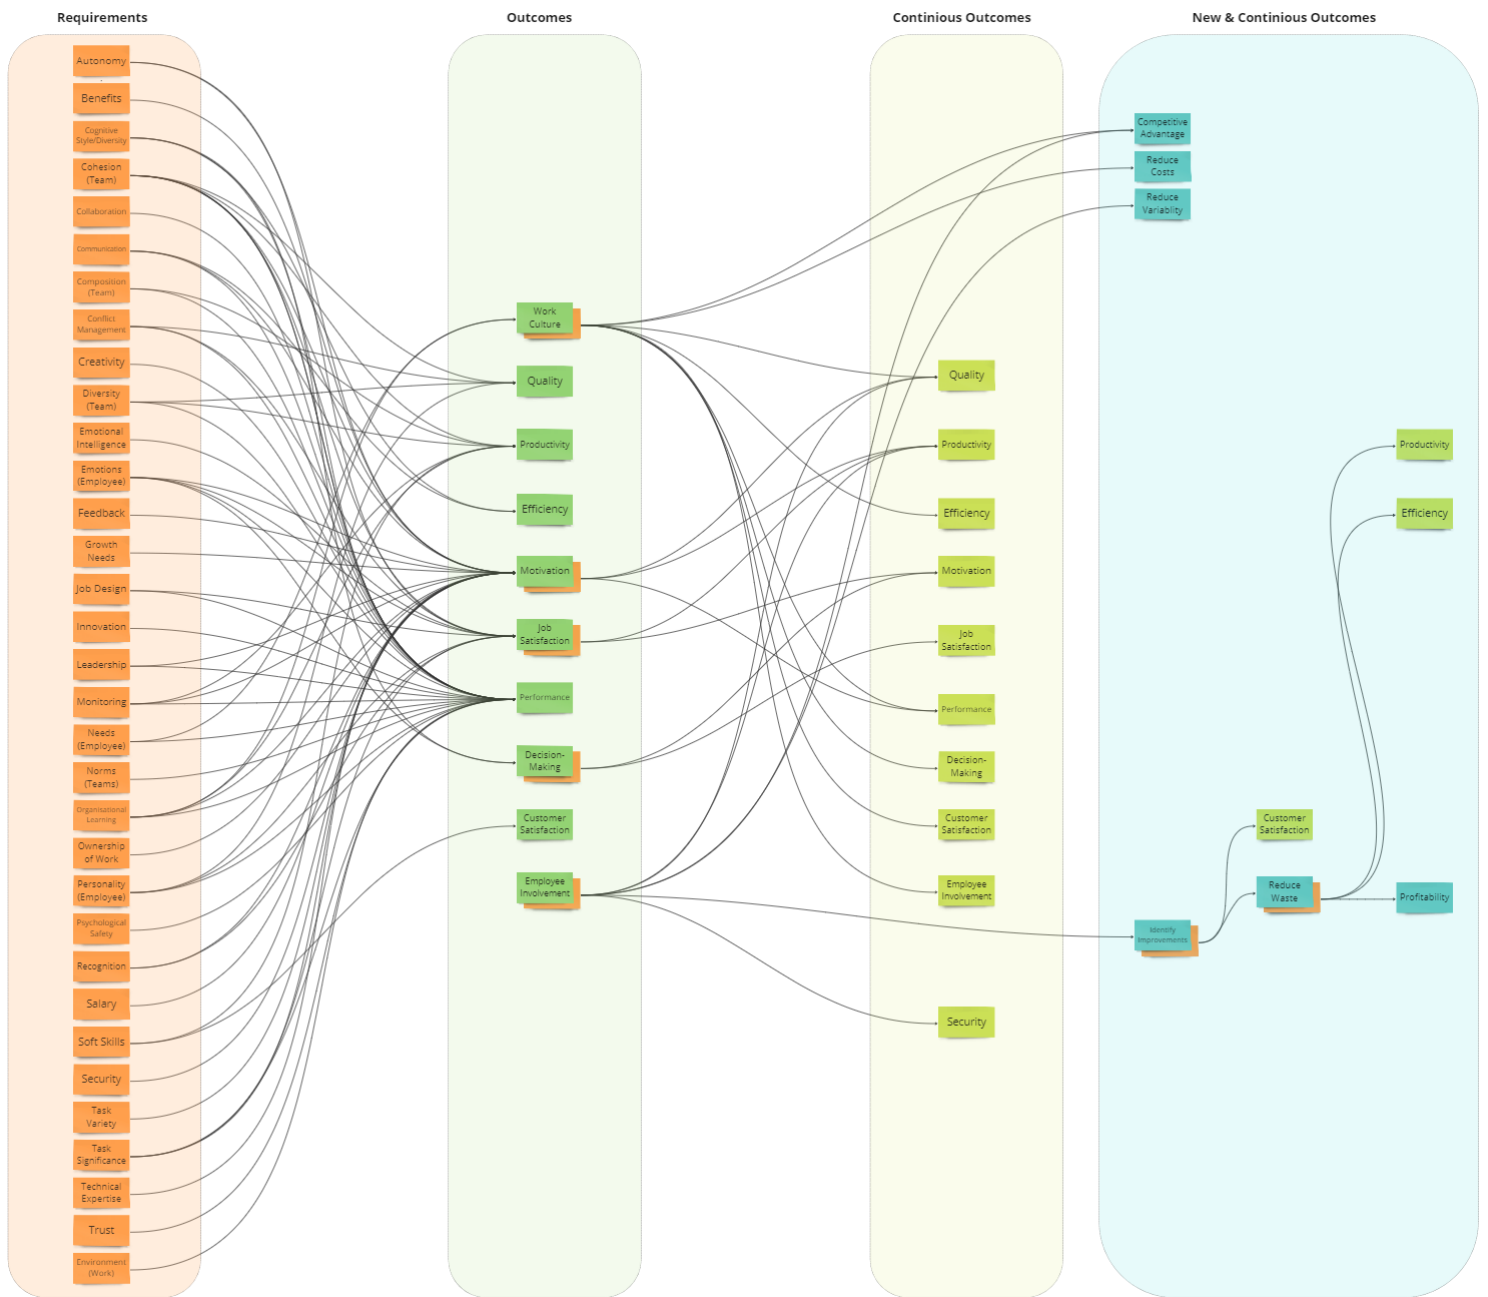 Requirements
Outcomes
Continious Outcomes
New & Continious Outcomes
Autonomy
Benefits
Cognitive
Style/Diversity
Cohesion
(Team)
Collaboration
Communication
Composition
(Team)
Conflict
Management
Creativity
Diversity
(Team)
Emotional
Intelligence
Emotions
(Employee)
Feedback
Growth
Needs
Job Design
Innovation
Leadership
Monitoring
Needs
(Employee)
Norms
(Teams)
Organisational
Learning
Ownership
of Work
Personality
(Employee)
Psychological
Safety
Recognition
Salary
Soft Skills
Security
Task
Variety
Task
Significance
Technical
Expertise
Trust
Environment
(Work)
Work
Culture
Quality
Productivity
Efficiency
Motivation
Job
Satisfaction
Performance
Decision-
Making
Customer
Satisfaction
Employee
Involvement
Quality
Productivity
Efficiency
Motivation
Job
Satisfaction
Performance
Decision-
Making
Customer
Satisfaction
Employee
Involvement
Security
Competitive
Advantage
Reduce
Costs
Reduce
Variablity
Identify
Improvements
Customer
Satisfaction
Reduce
Waste
Productivity
Efficiency
Profitability